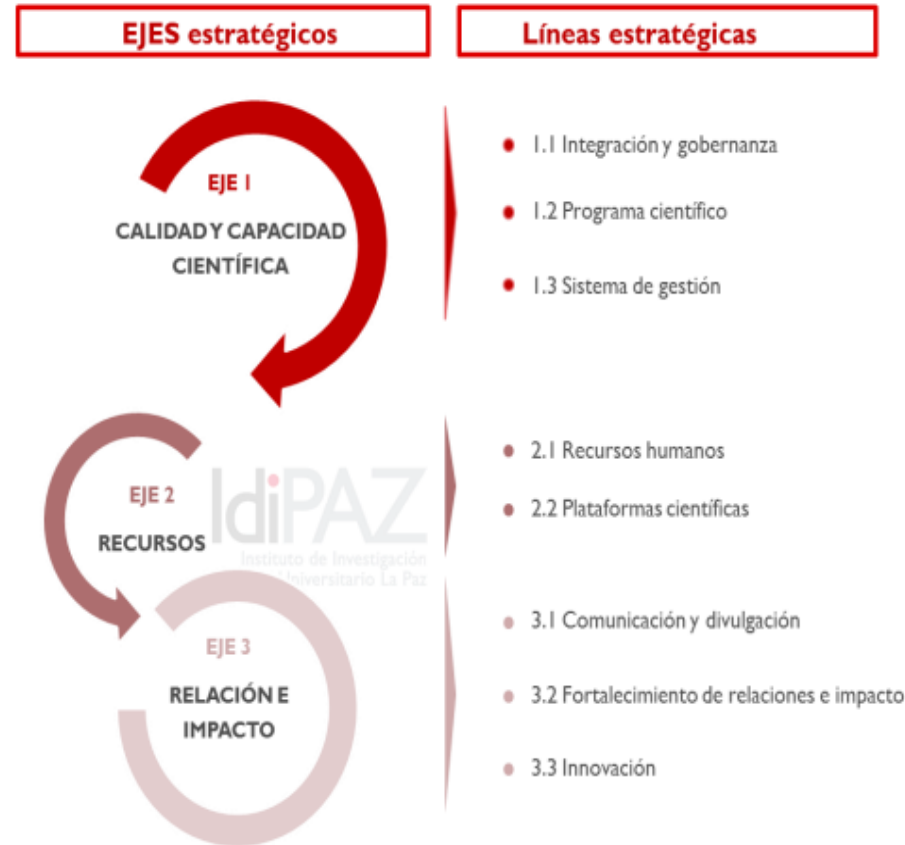 EJES estratégicos
Líneas estratégicas
EJE 1
CALIDAD Y CAPACIDAD
CIENTÍFICA
1.1 Integración y gobernanza
1.2 Programa científico
1.3 Sistema de gestión
EJE 2
RECURSOS
2.1 Recursos humanos
2.2 Plataformas científicas
IdiPAZ
Instituto de Investigación
Universitario La Paz
EJE 3
RELACIÓN E
IMPACTO
3.1 Comunicación y divulgación
3.2 Fortalecimiento de relaciones e impacto
3.3 Innovación